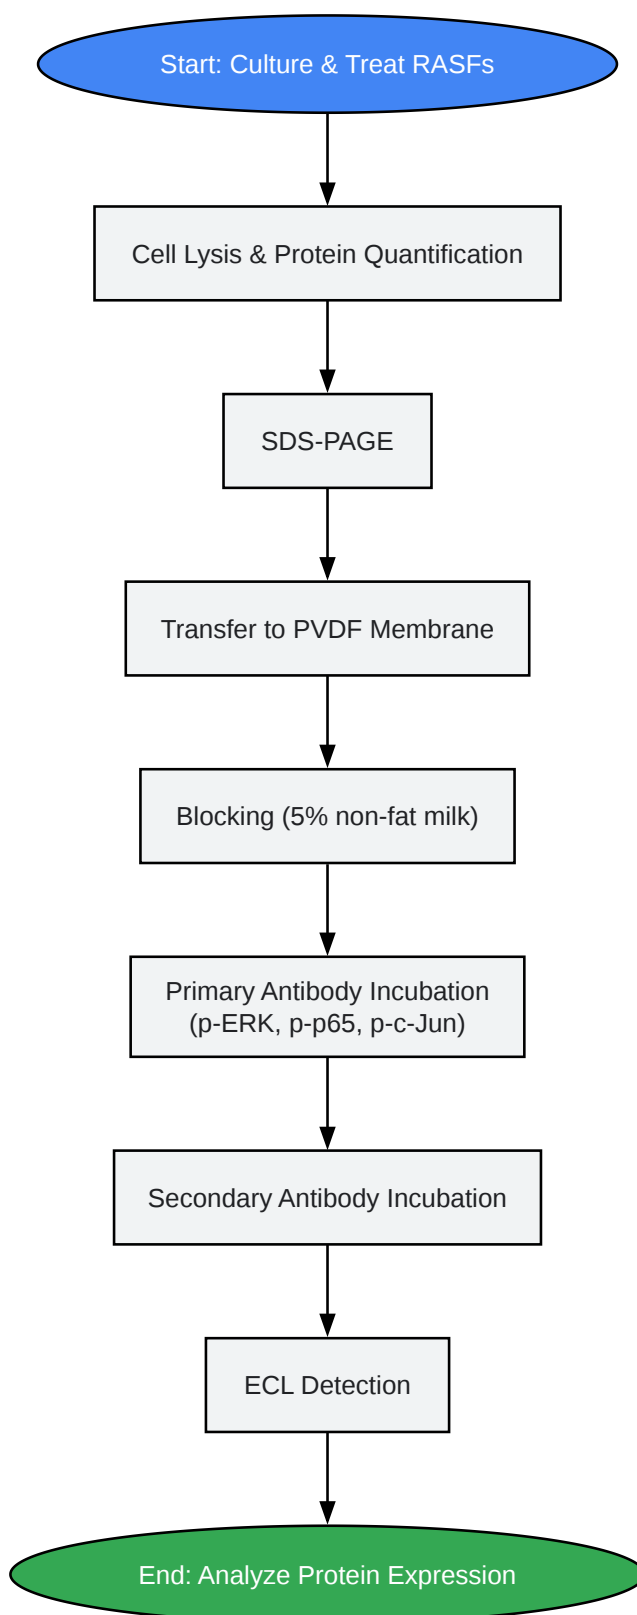 Start: Culture & Treat RASFs
Cell Lysis & Protein Quantification
SDS-PAGE
Transfer to PVDF Membrane
Blocking (5% non-fat milk)
Primary Antibody Incubation
(p-ERK, p-p65, p-c-Jun)
Secondary Antibody Incubation
ECL Detection
End: Analyze Protein Expression